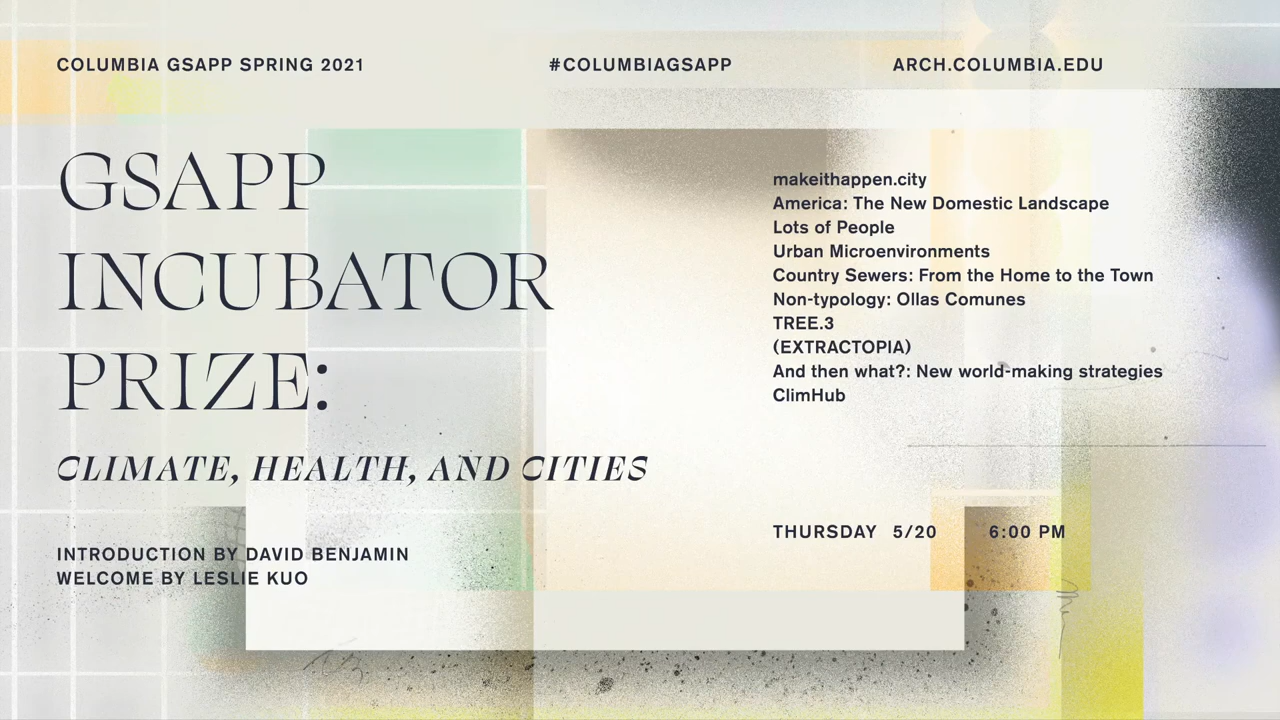 COLUMBIA GSAPP SPRING 2021
#COLUMBIAGSAPP
ARCH.COLUMBIA.EDU
GSAPP
INCUBATOR
PRIZE:
CLIMATE, HEALTH, AND CITIES
INTRODUCTION BY DAVID BENJAMIN
WELCOME BY LESLIE KUO
makeithappen.city
America: The New Domestic Landscape
Lots of People
Urban Microenvironments
Country Sewers: From the Home to the Town
Non-typology: Ollas Comunes
TREE.3
(EXTRACTOPIA)
And then what?: New world-making strategies
ClimHub
THURSDAY 5/20 6:00 PM